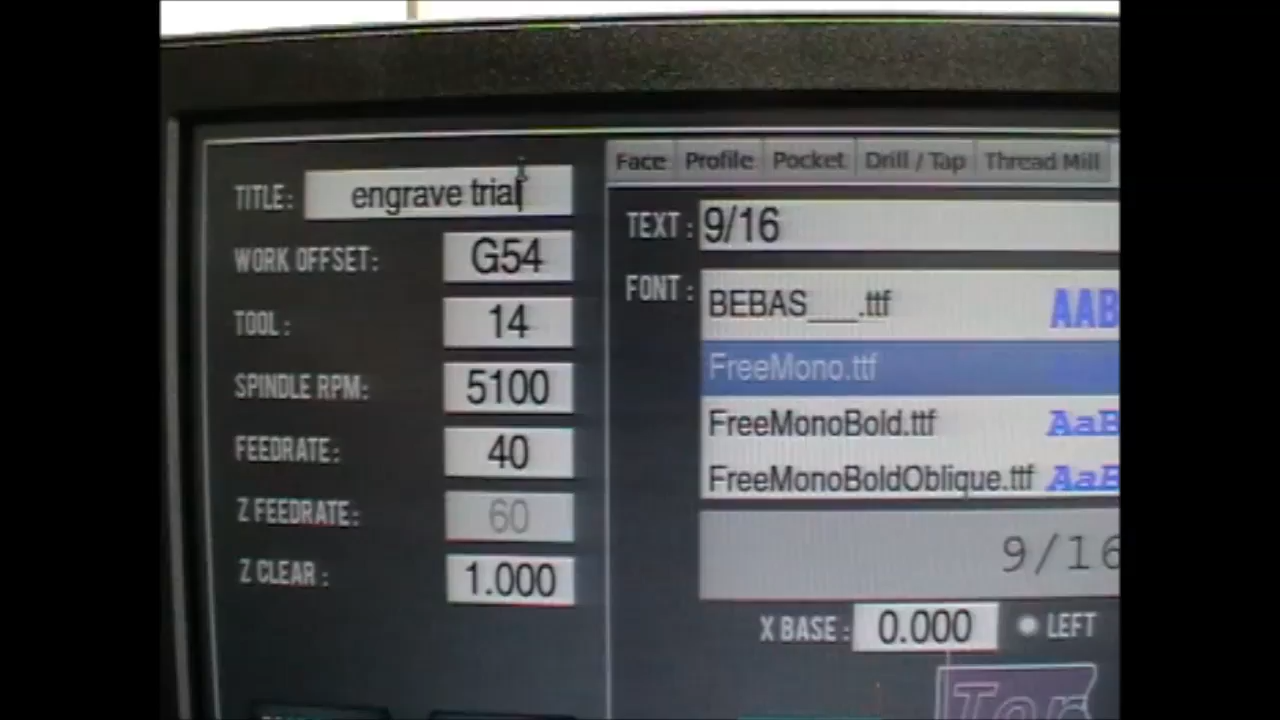 TITLE: engrave trial
WORK OFFSET: G54
TOOL: 14
SPINDLE RPM: 5100
FEEDRATE: 40
Z FEEDRATE: 60
Z CLEAR: 1.000
Face Profile Pocket Drill / Tap Thread Mill
TEXT: 9/16
FONT:
BEBAS___.ttf AAB
FreeMono.ttf
FreeMonoBold.ttf AaB
FreeMonoBoldOblique.ttf AaB
9/16
X BASE: 0.000 LEFT